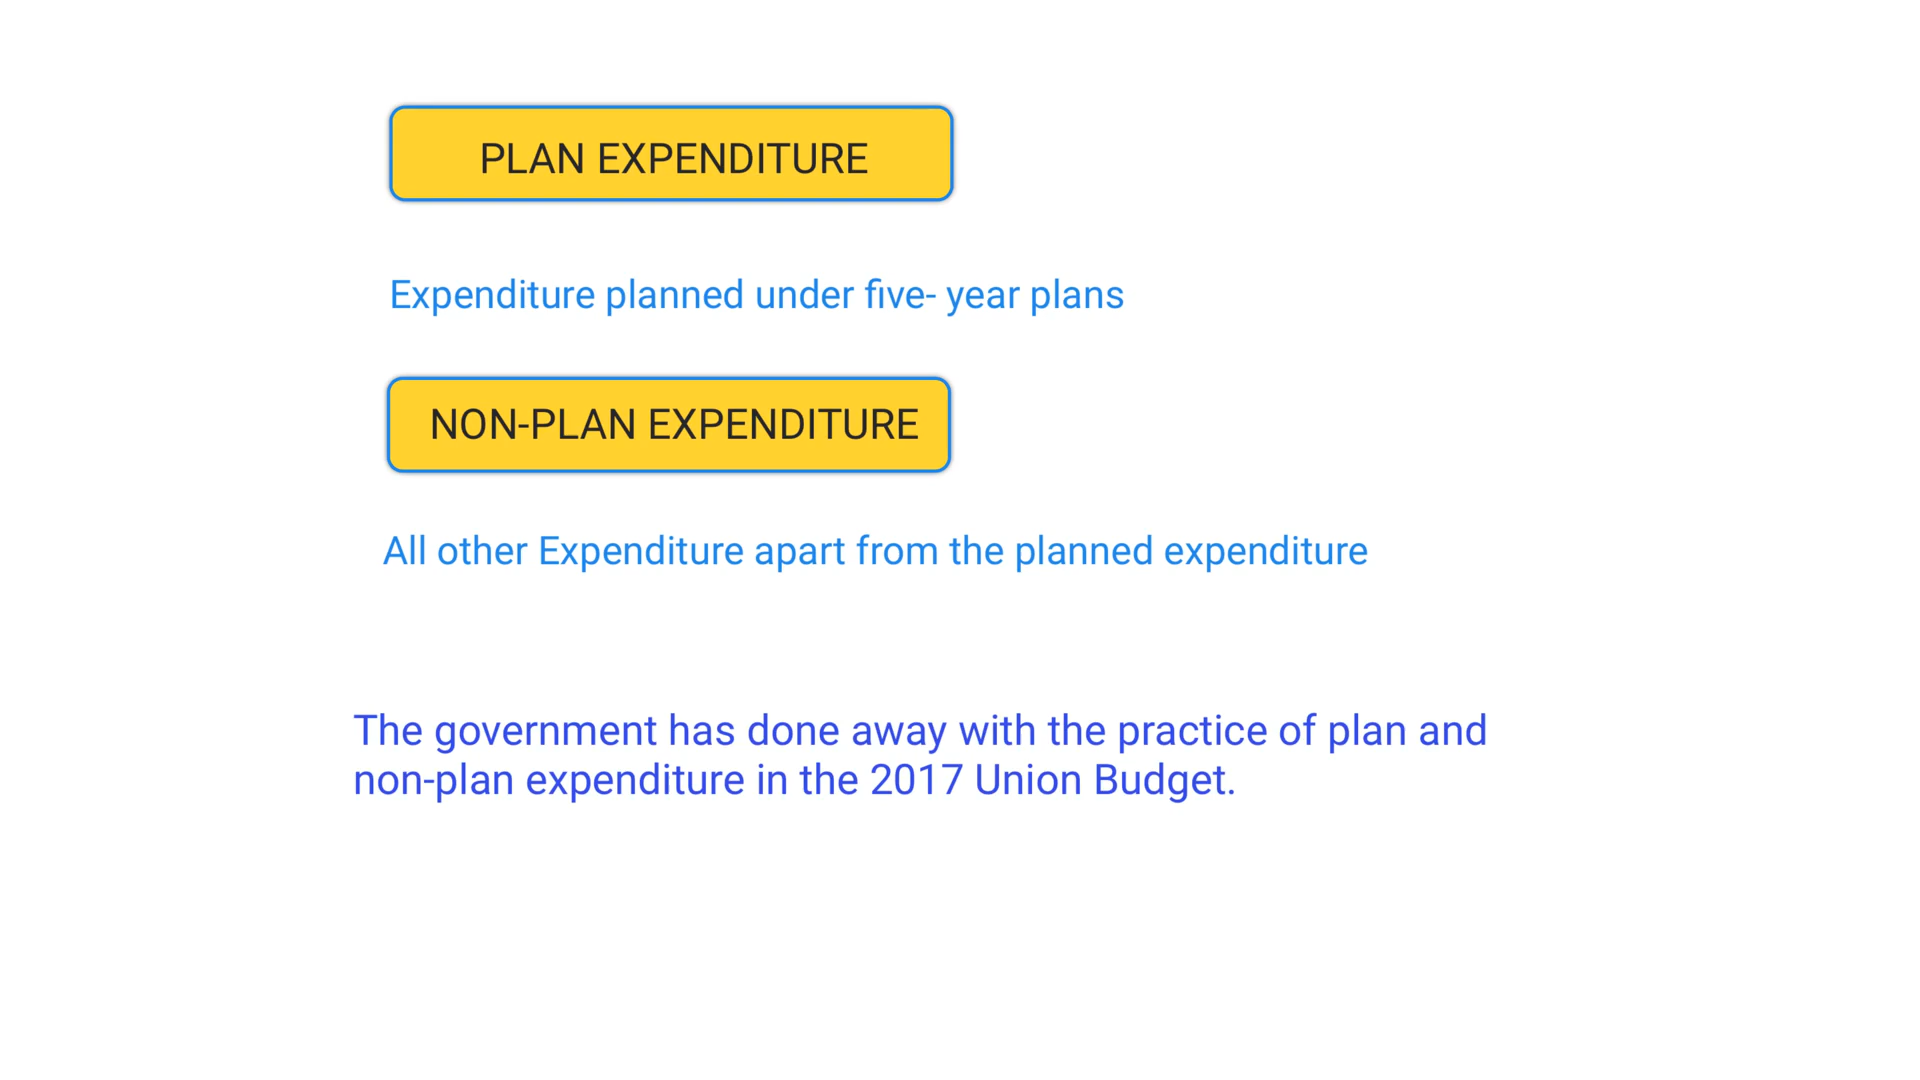 PLAN EXPENDITURE
Expenditure planned under five- year plans
NON-PLAN EXPENDITURE
All other Expenditure apart from the planned expenditure
The government has done away with the practice of plan and
non-plan expenditure in the 2017 Union Budget.